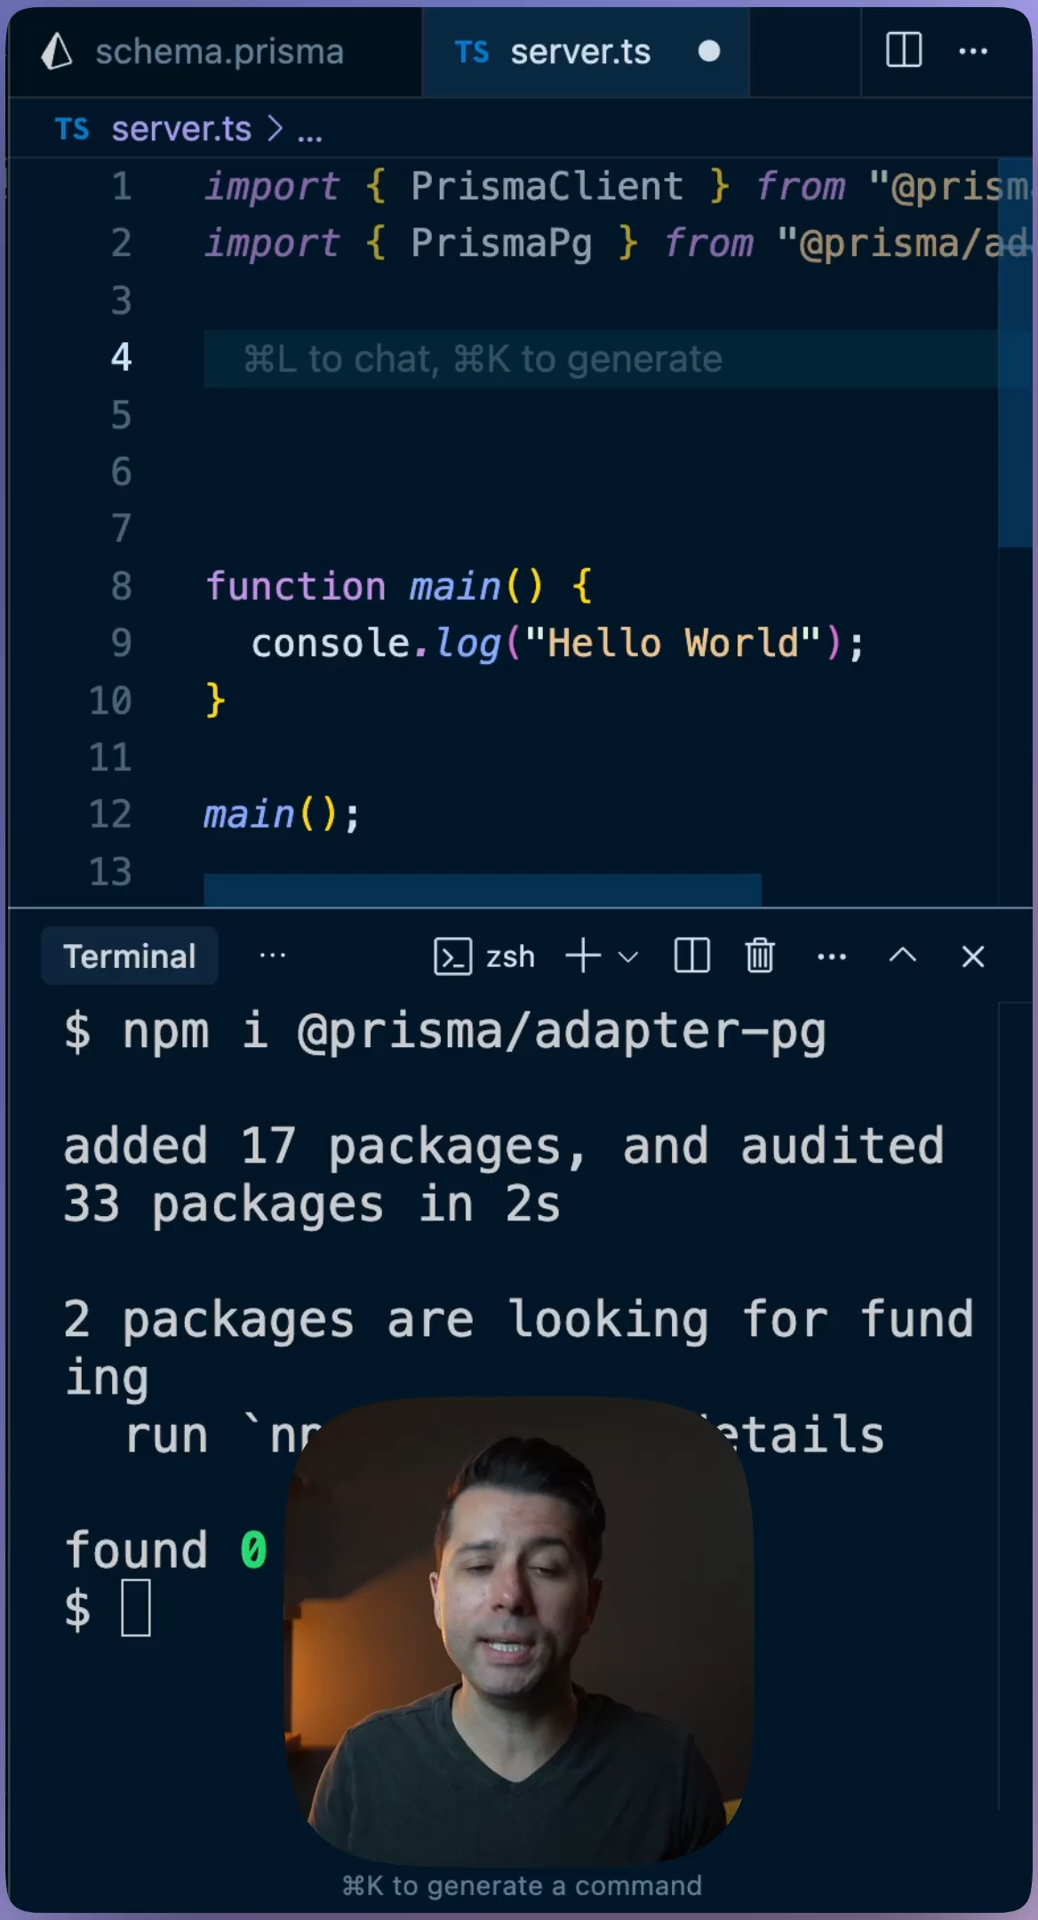 schema.prisma
TS server.ts
TS server.ts > ...
1 import { PrismaClient } from "@prism
2 import { PrismaPg } from "@prisma/ad
3
4 ⌘L to chat, ⌘K to generate
5
6
7
8 function main() {
9 console.log("Hello World");
10 }
11
12 main();
13
Terminal ... zsh
$ npm i @prisma/adapter-pg
added 17 packages, and audited
33 packages in 2s
2 packages are looking for fund
ing
run `np etails
found 0
$
⌘K to generate a command